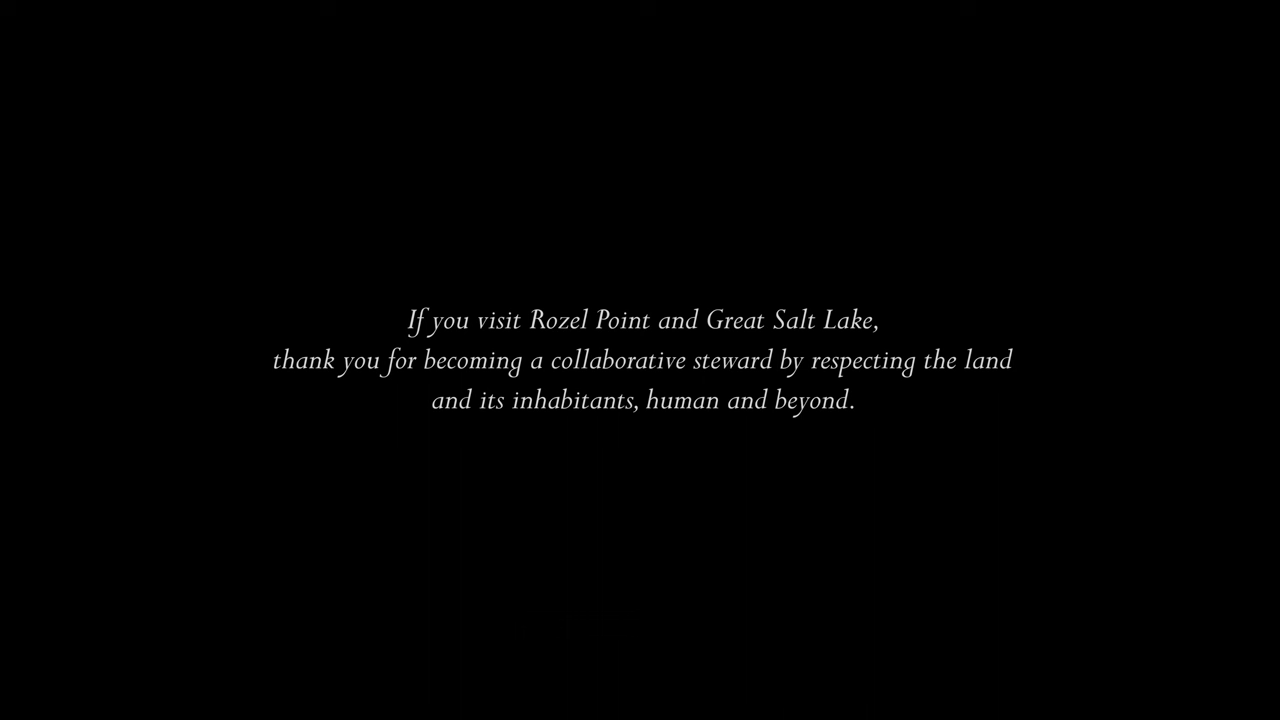 If you visit Rozel Point and Great Salt Lake,
thank you for becoming a collaborative steward by respecting the land
and its inhabitants, human and beyond.